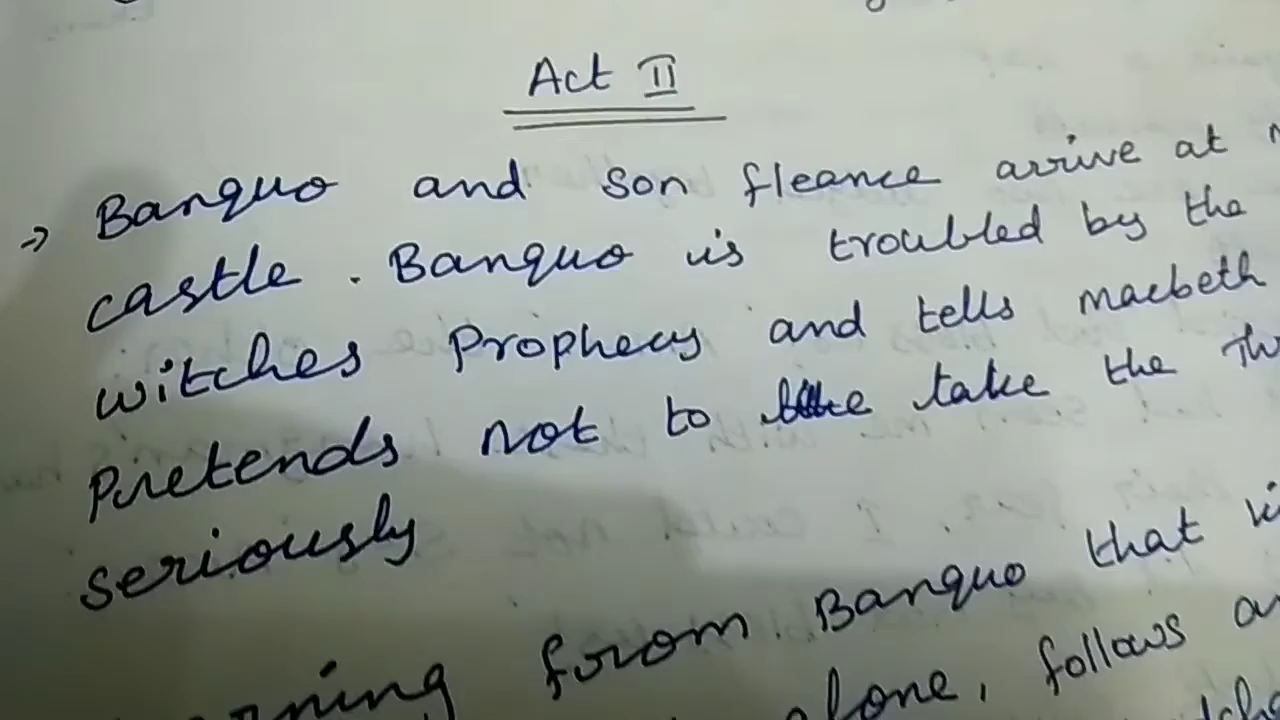 Act II
→ Banquo and son fleance arrive at
castle. Banquo is troubled by the
witches Prophecy and tells macbeth
Pretends not to take the
seriously
from Banquo that
alone, follows